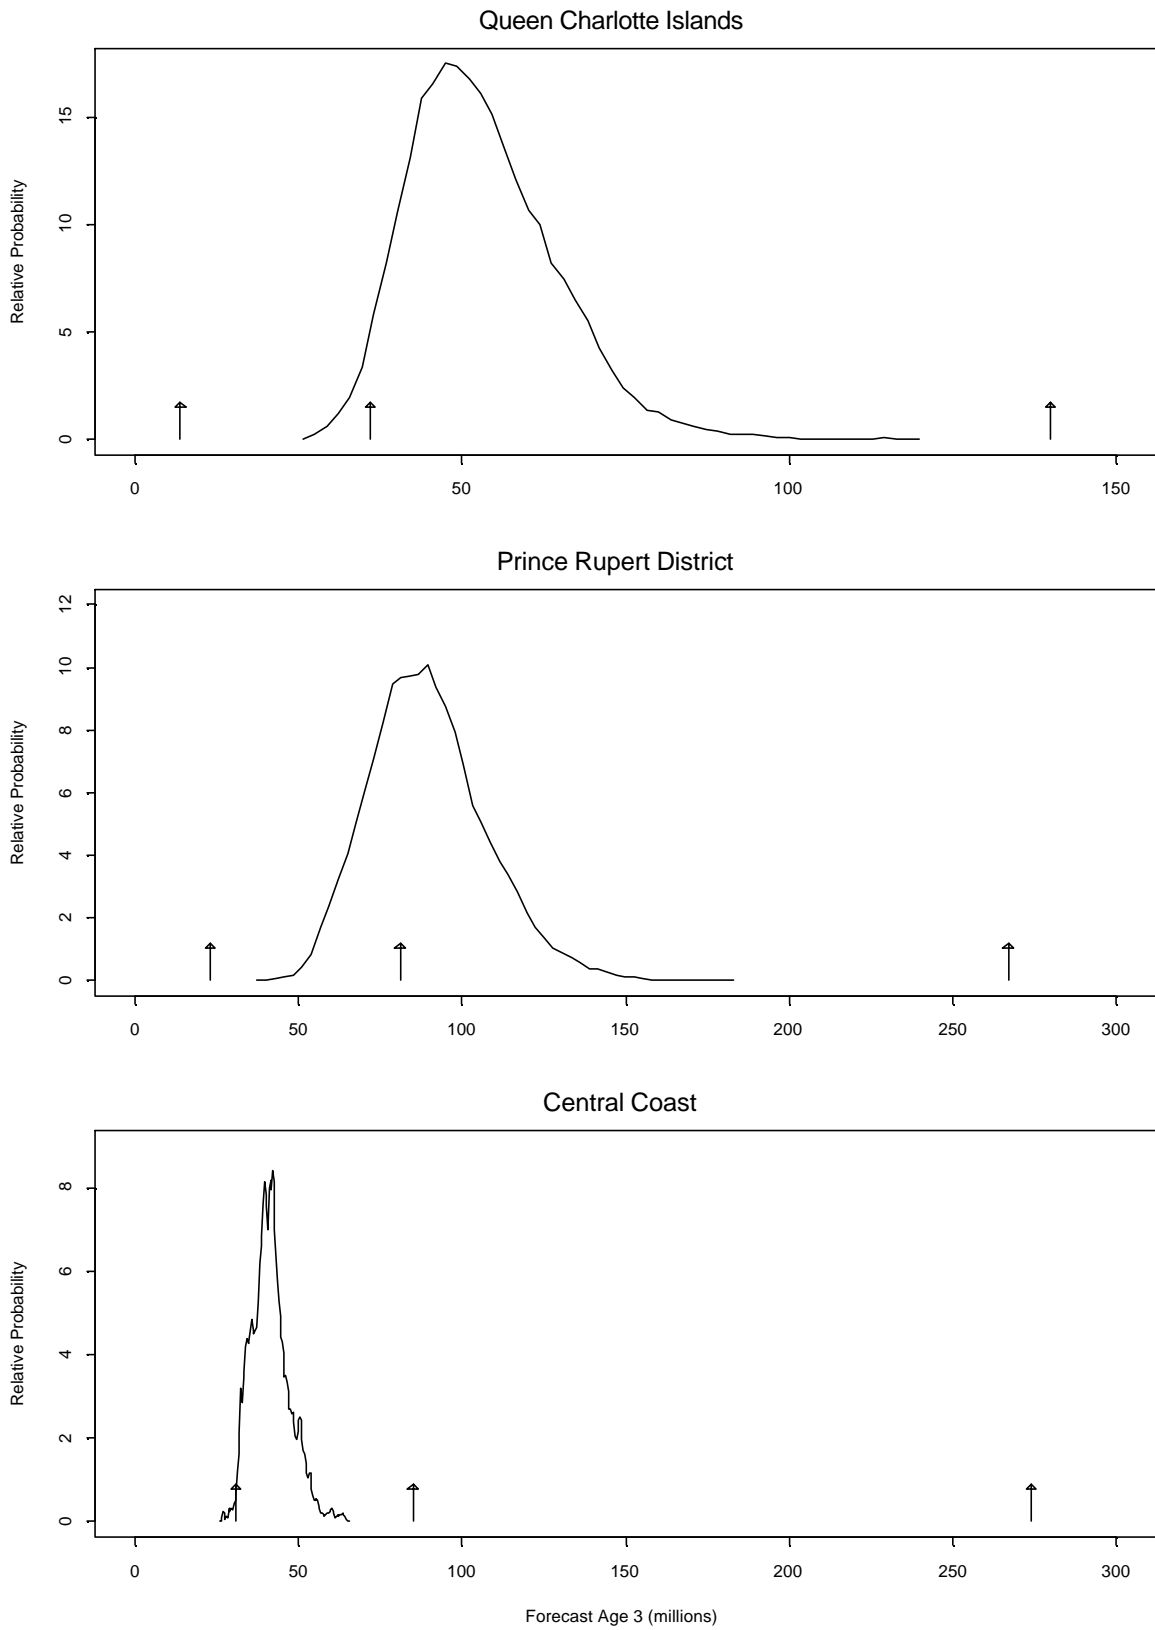 Queen Charlotte Islands
Relative Probability
15
10
5
0
0 50 100 150
Prince Rupert District
Relative Probability
12
10
8
6
4
2
0
0 50 100 150 200 250 300
Central Coast
Relative Probability
8
6
4
2
0
0 50 100 150 200 250 300
Forecast Age 3 (millions)